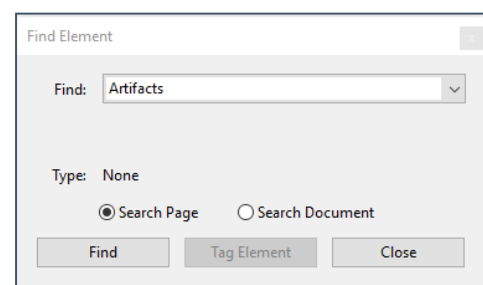 Find Element
Find: Artifacts
Type: None
Search Page Search Document
Find Tag Element Close